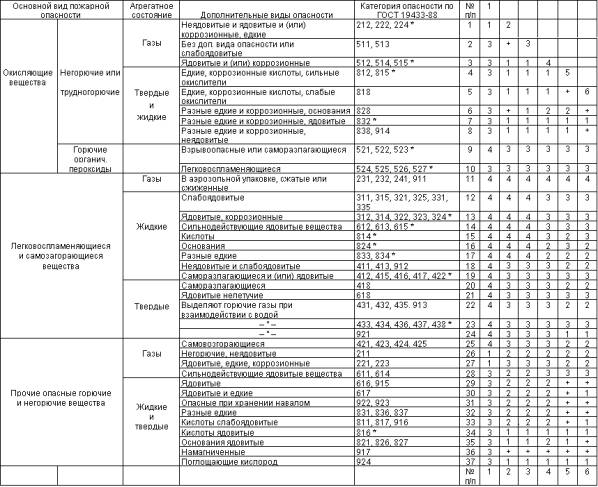 Основной вид пожарной опасности
Агрегатное состояние
Дополнительные виды опасности
Категория опасности по ГОСТ 19433-88
№ п/п
1
Окисляющие вещества
Негорючие или трудногорючие
Газы
Неядовитые и ядовитые и (или) коррозионные, едкие 212, 222, 224 * 1 1 2
Без доп. вида опасности или слабоядовитые 511, 513 2 3 + 3
Ядовитые и (или) коррозионные 512, 514, 515 * 3 3 1 1 4
Твердые и жидкие
Едкие, коррозионные кислоты, сильные окислители 812, 815 * 4 3 1 1 1 5
Едкие, коррозионные кислоты, слабые окислители 818 5 3 1 1 1 + 6
Разные едкие и коррозионные, основания 828 6 3 + 1 2 2 +
Разные едкие и коррозионные, ядовитые 832 * 7 3 1 1 1 1 1
Разные едкие и коррозионные, неядовитые 838, 914 8 3 1 1 1 1 +
Горючие органич. пероксиды
Взрывоопасные или саморазлагающиеся 521, 522, 523 * 9 4 3 3 3 3 3
Легковоспламеняющиеся 524, 525, 526, 527 * 10 3 3 3 3 3 3
Легковоспламеняющиеся и самозагорающиеся вещества
Газы
В аэрозольной упаковке, сжатые или сжиженные 231, 232, 241, 911 11 4 4 4 4 4 4
Жидкие
Слабоядовитые 311, 315, 321, 325, 331, 335 12 4 4 4 3 3 3
Ядовитые, коррозионные 312, 314, 322, 323, 324 * 13 4 4 4 3 3 3
Сильнодействующие ядовитые вещества 612, 613, 615 * 14 4 4 4 3 3 3
Кислоты 814 * 15 4 4 4 3 2 3
Основания 824 * 16 4 4 4 2 3 2
Разные едкие 833, 834 * 17 4 4 4 2 2 2
Твердые
Неядовитые и слабоядовитые 411, 413, 912 18 4 3 3 3 2 2
Саморазлагающиеся и (или) ядовитые 412, 415, 416, 417, 422 * 19 4 3 3 3 3 3
Саморазлагающиеся 418 20 4 3 3 3 2 2
Ядовитые нелетучие 618 21 4 3 3 3 3 3
Выделяют горючие газы при взаимодействии с водой 431, 432, 435. 913 22 4 3 3 3 2 2
– " – 433, 434, 436, 437, 438 * 23 4 3 3 3 3 3
921 24 4 3 3 3 1 1
Прочие опасные горючие и негорючие вещества
Самовозгорающиеся 421, 423, 424. 425 25 4 3 3 3 2 2
Газы
Негорючие, неядовитые 211 26 1 2 2 2 2 2
Ядовитые, едкие, коррозионные 221, 223 27 1 3 3 3 2 2
Сильнодействующие ядовитые вещества 611, 614 28 3 2 3 3 3 3
Жидкие и твердые
Ядовитые 616, 915 29 3 2 2 2 + +
Ядовитые и едкие 617 30 3 2 2 2 + 1
Опасные при хранении навалом 922, 923 31 3 2 2 2 + +
Разные едкие 831, 836, 837 32 3 2 2 2 + +
Кислоты слабоядовитые 811, 817, 916 33 3 2 2 2 + 1
Кислоты ядовитые 816 * 34 3 1 1 1 1 1
Основания ядовитые 821, 826, 827 35 3 1 1 2 1 +
Намагниченные 917 36 3 + + + + +
Поглощающие кислород 924 37 3 1 1 1 1 1
№ п/п 1 2 3 4 5 6